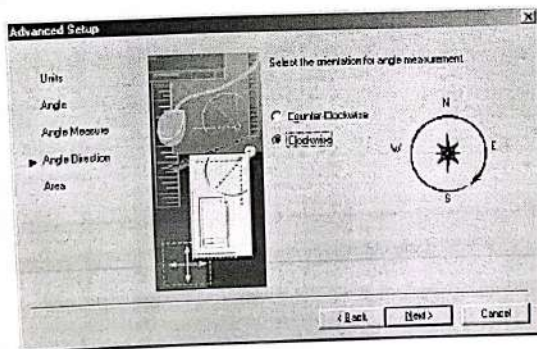 Advanced Setup
Units
Angle
Angle Measure
Angle Direction
Area
Select the orientation for angle measurement
Counter-Clockwise
Clockwise
N
W
E
S
< Back
Next >
Cancel